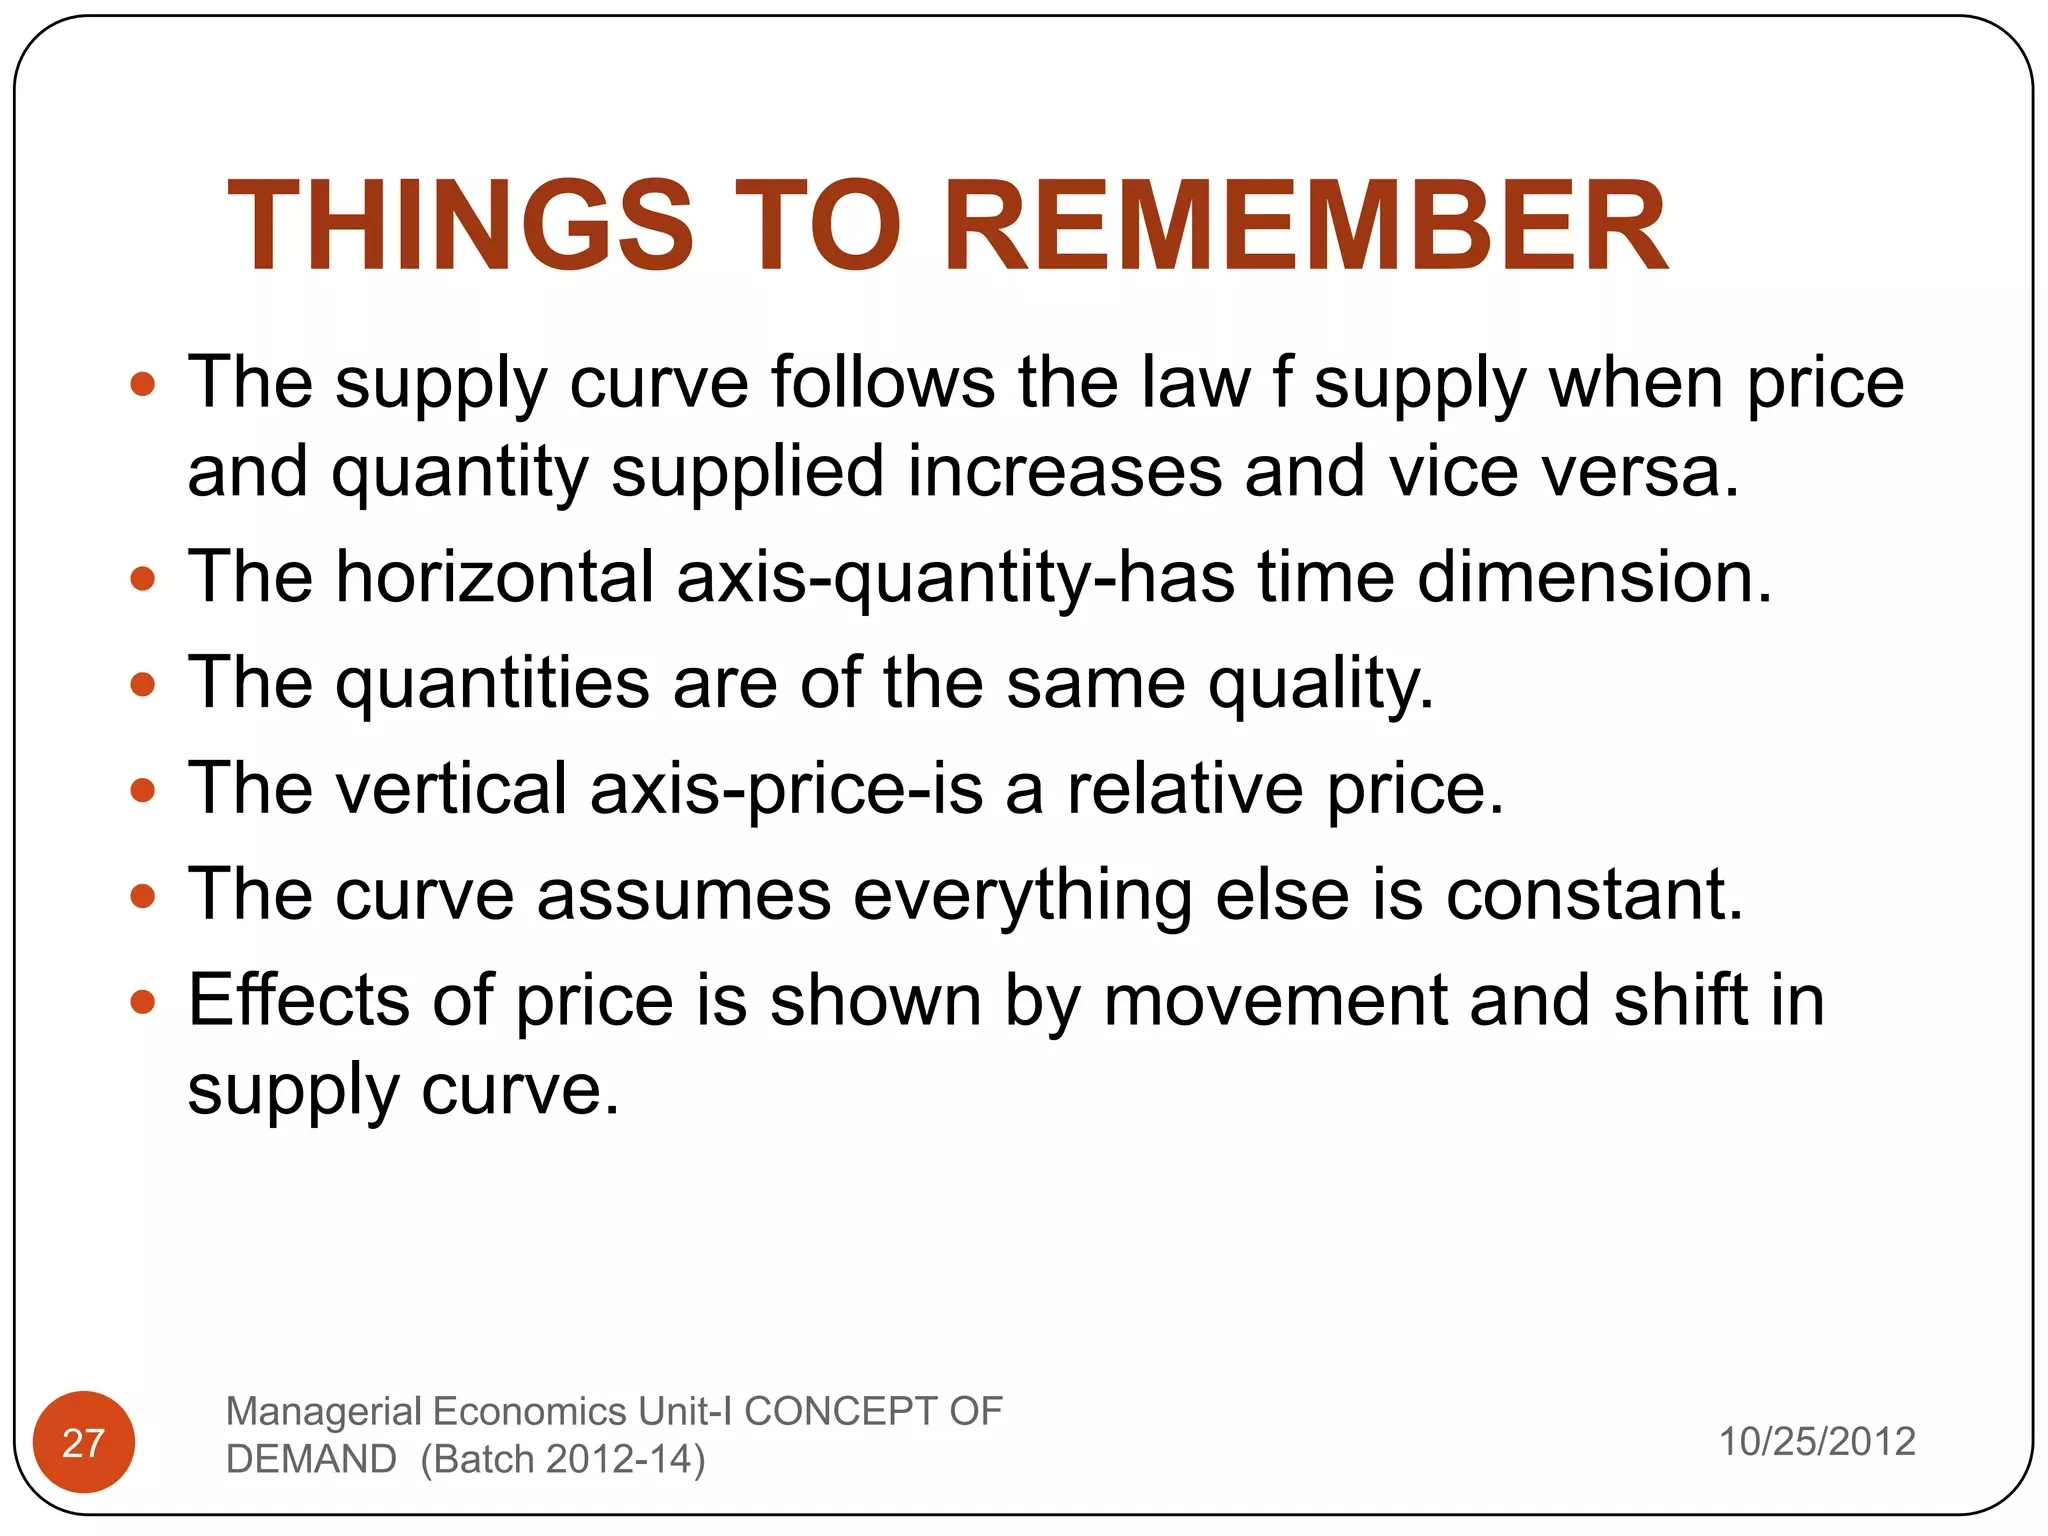 THINGS TO REMEMBER
• The supply curve follows the law f supply when price
and quantity supplied increases and vice versa.
• The horizontal axis-quantity-has time dimension.
• The quantities are of the same quality.
• The vertical axis-price-is a relative price.
• The curve assumes everything else is constant.
• Effects of price is shown by movement and shift in
supply curve.
27
Managerial Economics Unit-I CONCEPT OF
DEMAND  (Batch 2012-14)
10/25/2012